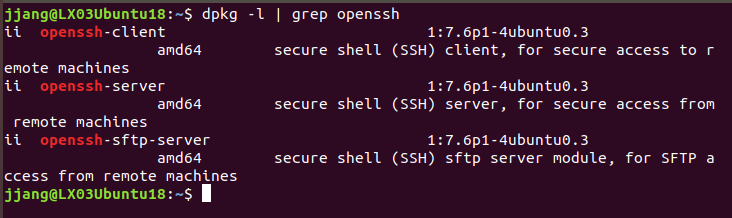 jjang@LX03Ubuntu18:~$ dpkg -l | grep openssh
ii  openssh-client                        1:7.6p1-4ubuntu0.3
                 amd64        secure shell (SSH) client, for secure access to r
emote machines
ii  openssh-server                        1:7.6p1-4ubuntu0.3
                 amd64        secure shell (SSH) server, for secure access from
 remote machines
ii  openssh-sftp-server                   1:7.6p1-4ubuntu0.3
                 amd64        secure shell (SSH) sftp server module, for SFTP a
ccess from remote machines
jjang@LX03Ubuntu18:~$